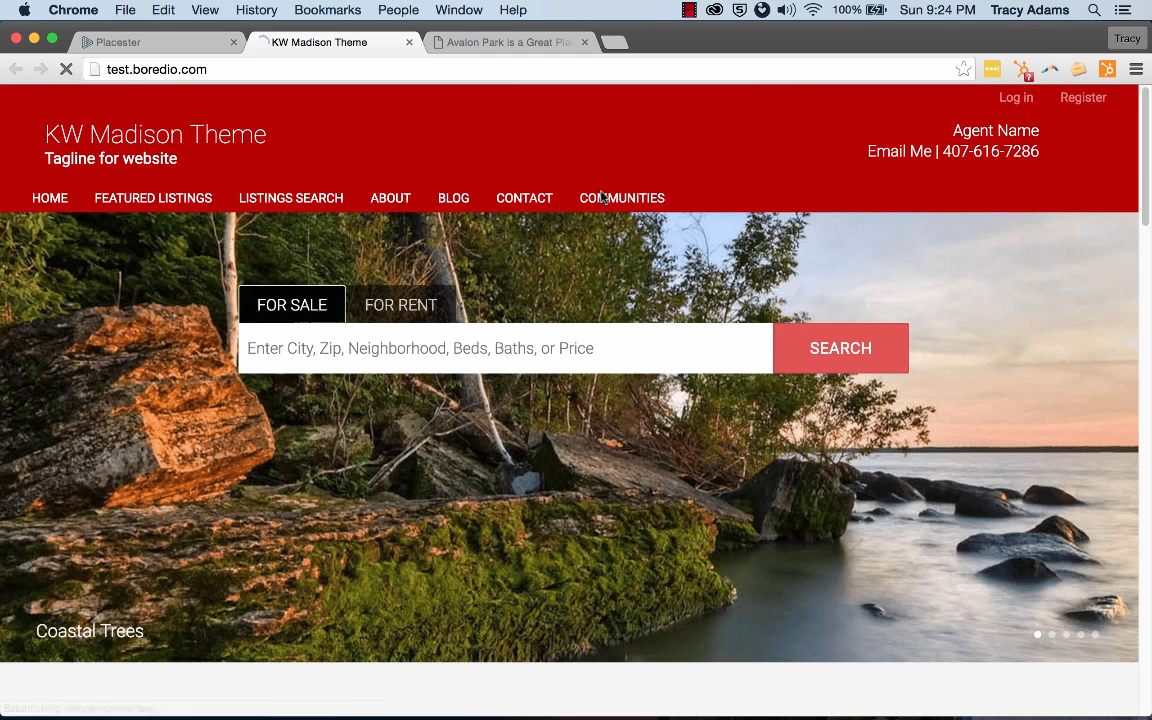 Chrome File Edit View History Bookmarks People Window Help 100% Sun 9:24 PM Tracy Adams
Placester KW Madison Theme Avalon Park is a Great Plac Tracy
test.boredio.com
Log in Register
KW Madison Theme
Tagline for website
Agent Name
Email Me | 407-616-7286
HOME FEATURED LISTINGS LISTINGS SEARCH ABOUT BLOG CONTACT COMMUNITIES
FOR SALE FOR RENT
Enter City, Zip, Neighborhood, Beds, Baths, or Price SEARCH
Coastal Trees